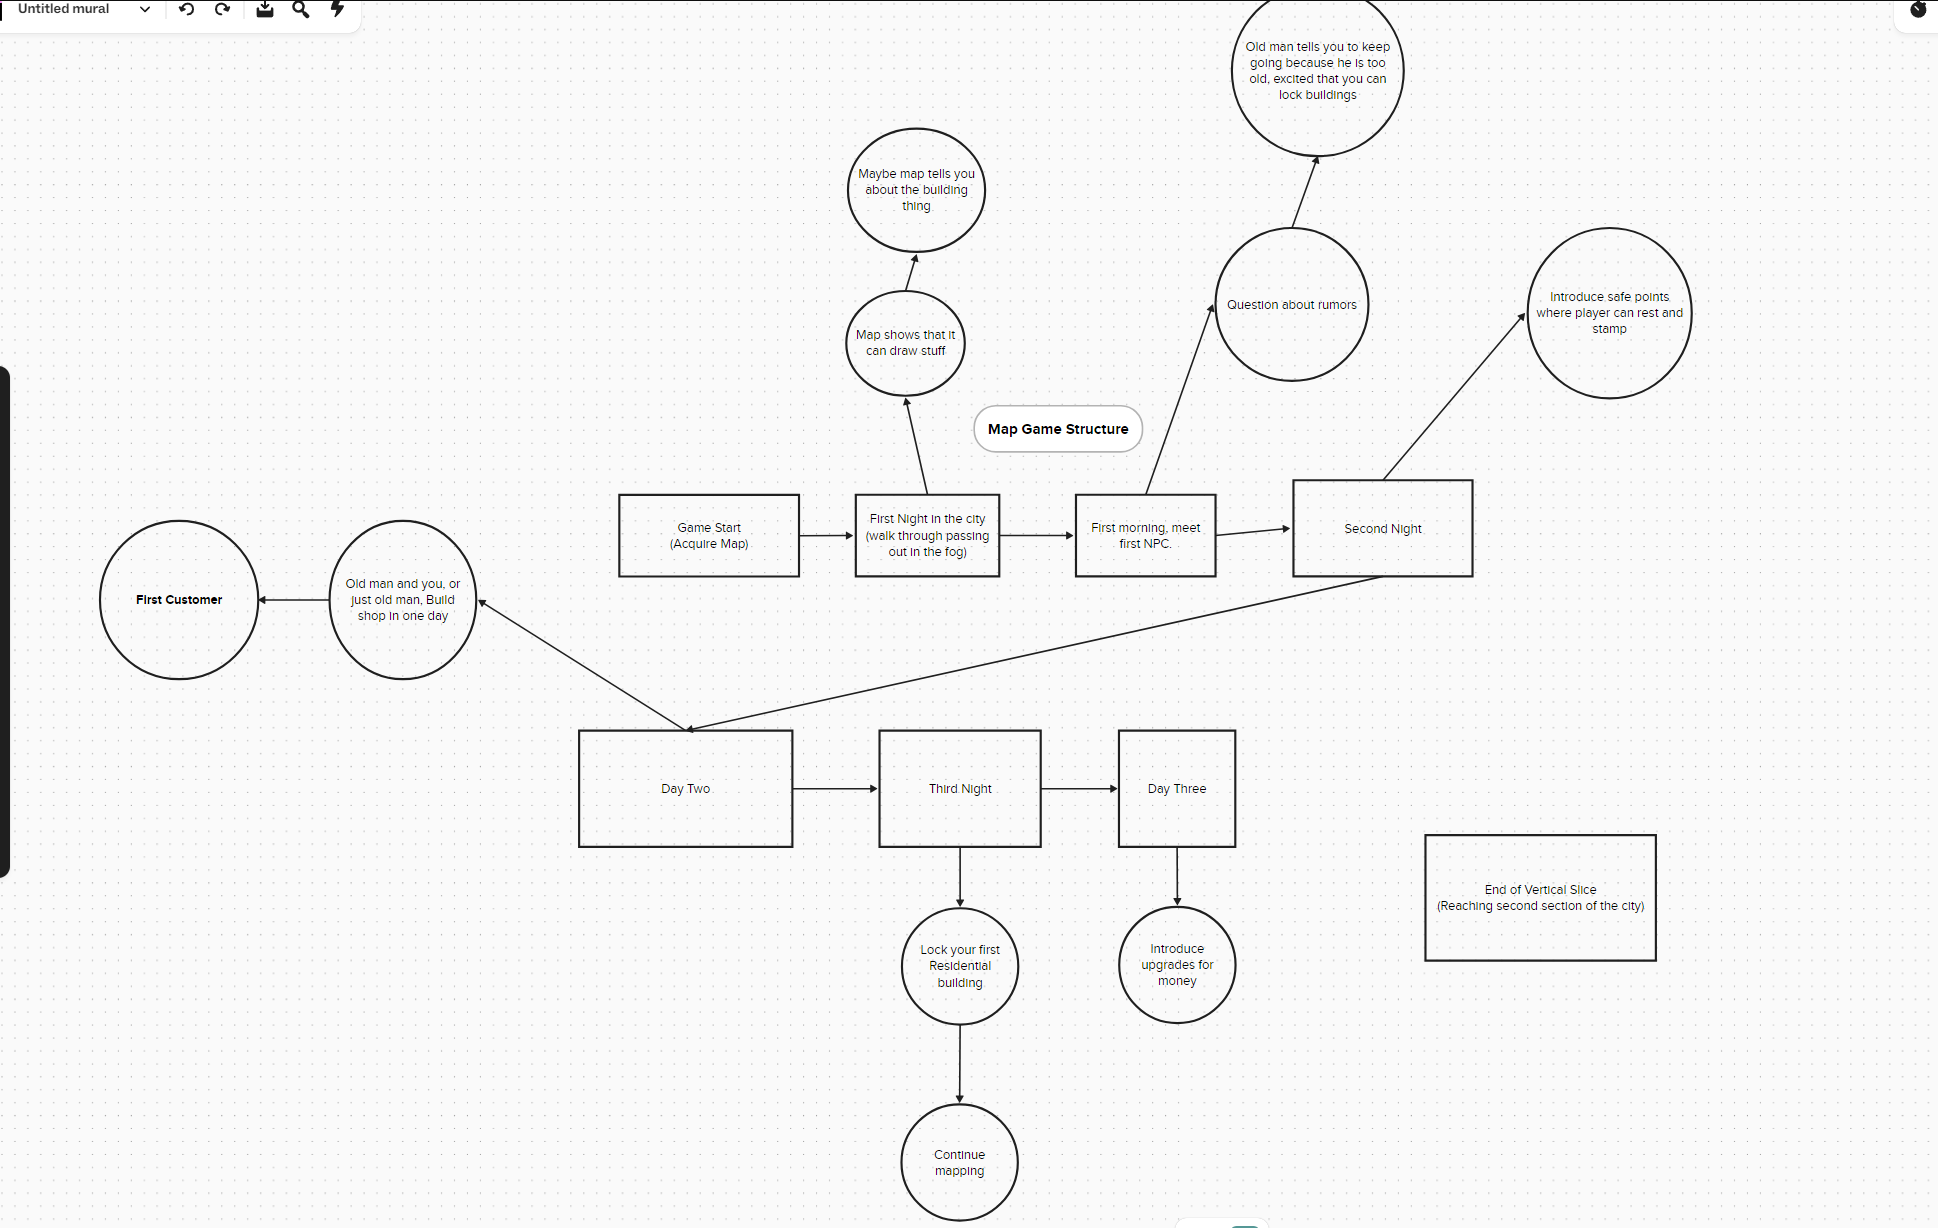 Untitled mural
Old man tells you to keep
going because he is too
old, excited that you can
lock buildings
Maybe map tells you
about the building
thing
Map shows that it
can draw stuff
Question about rumors
Introduce safe points
where player can rest and
stamp
Map Game Structure
Game Start
(Acquire Map)
First Night in the city
(walk through passing
out in the fog)
First morning, meet
first NPC.
Second Night
First Customer
Old man and you, or
just old man, Build
shop in one day
Day Two
Third Night
Day Three
End of Vertical Slice
(Reaching second section of the city)
Lock your first
Residential
building
Introduce
upgrades for
money
Continue
mapping